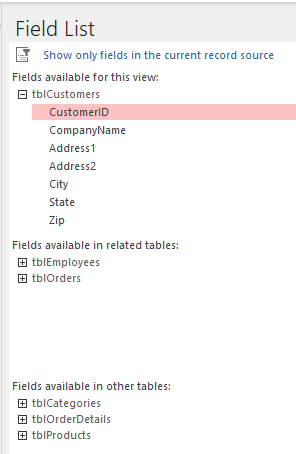 Field List
Show only fields in the current record source
Fields available for this view:
tblCustomers
CustomerID
CompanyName
Address1
Address2
City
State
Zip
Fields available in related tables:
tblEmployees
tblOrders
Fields available in other tables:
tblCategories
tblOrderDetails
tblProducts